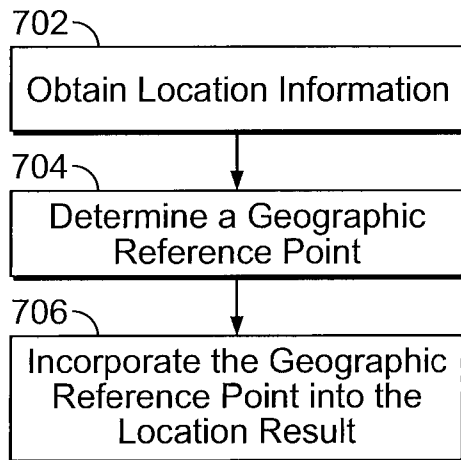 702
Obtain Location Information
704
Determine a Geographic
Reference Point
706
Incorporate the Geographic
Reference Point into the
Location Result